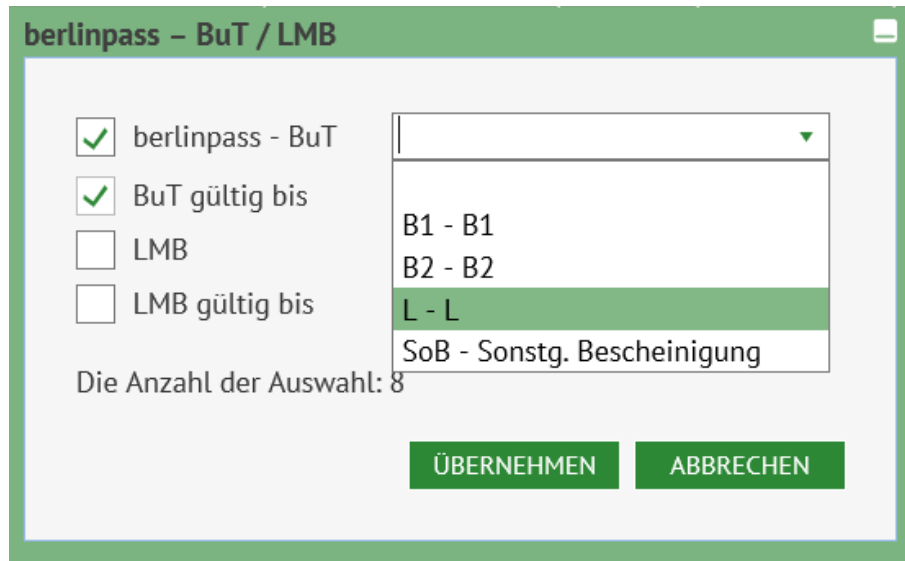 berlinpass – BuT / LMB
berlinpass - BuT
BuT gültig bis
B1 - B1
LMB
B2 - B2
LMB gültig bis
L - L
SoB - Sonstg. Bescheinigung
Die Anzahl der Auswahl: 8
ÜBERNEHMEN ABBRECHEN